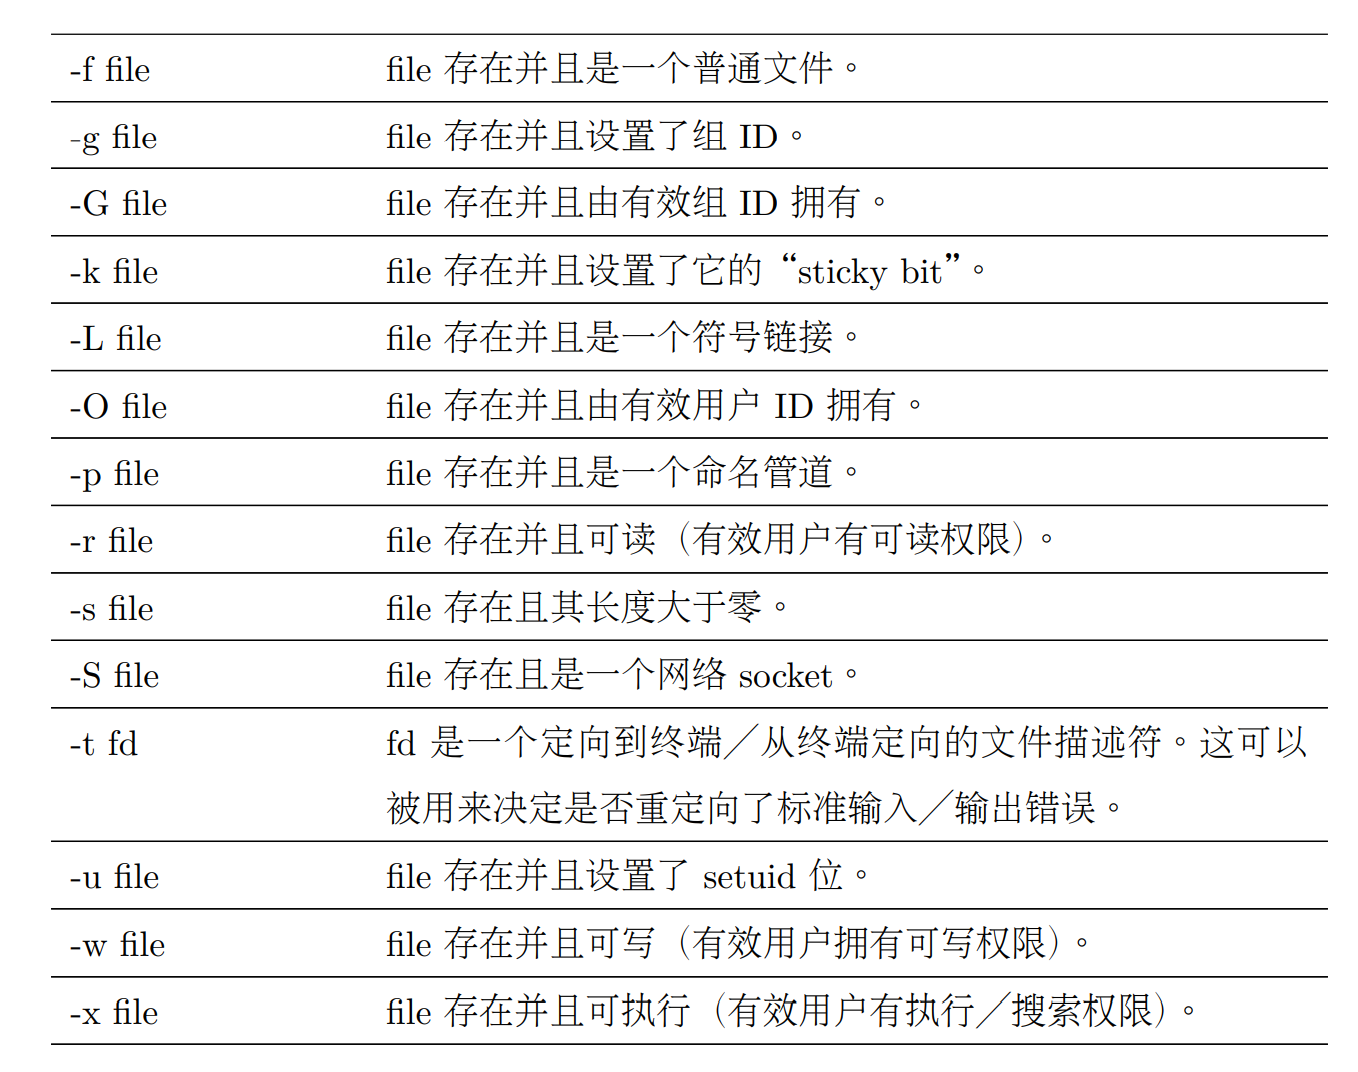 -f file file 存在并且是一个普通文件。
-g file file 存在并且设置了组 ID。
-G file file 存在并且由有效组 ID 拥有。
-k file file 存在并且设置了它的“sticky bit”。
-L file file 存在并且是一个符号链接。
-O file file 存在并且由有效用户 ID 拥有。
-p file file 存在并且是一个命名管道。
-r file file 存在并且可读（有效用户有可读权限）。
-s file file 存在且其长度大于零。
-S file file 存在且是一个网络 socket。
-t fd fd 是一个定向到终端／从终端定向的文件描述符。这可以
被用来决定是否重定向了标准输入／输出错误。
-u file file 存在并且设置了 setuid 位。
-w file file 存在并且可写（有效用户拥有可写权限）。
-x file file 存在并且可执行（有效用户有执行／搜索权限）。